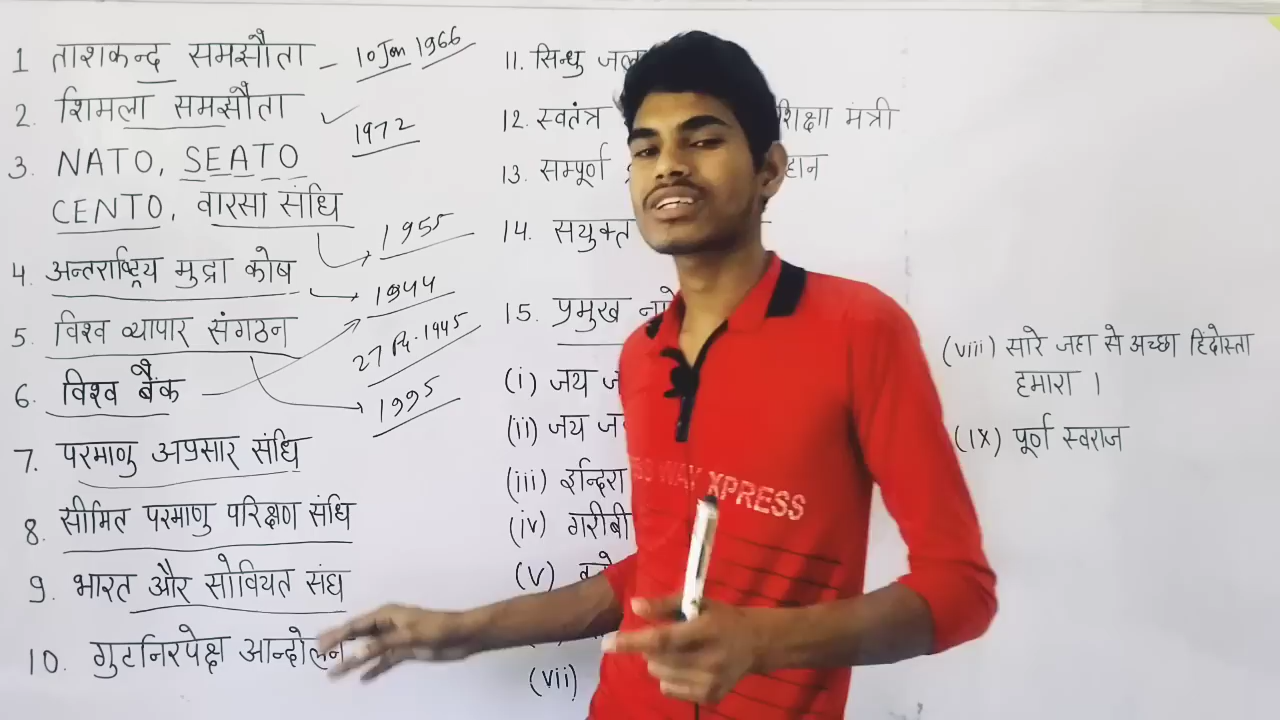 1 ताशकन्द समझौता – 10 Jan 1966
2. शिमला समझौता
1972
3. NATO, SEATO
CENTO, वारसा संधि
1955
4. अन्तराष्ट्रिय मुद्रा कोष
1944
5. विश्व व्यापार संगठन
1945
6. विश्व बैंक
1995
7. परमाणु अप्रसार संधि
8. सीमित परमाणु परिक्षण संधि
9. भारत और सोवियत संघ
10. गुटनिरपेक्ष आन्दोलन
11. सिन्धु
12. स्वतंत्र शिक्षा मंत्री
13. सम्पूर्ण
14. सयुक्त
15. प्रमुख
(i) जय
(ii) जय
(iii) इन्दिरा
(iv) गरीबी
(v)
(vii)
(viii) सारे जहा से अच्छा हिंदोस्ता
हमारा ।
(ix) पूर्ण स्वराज
XPRESS